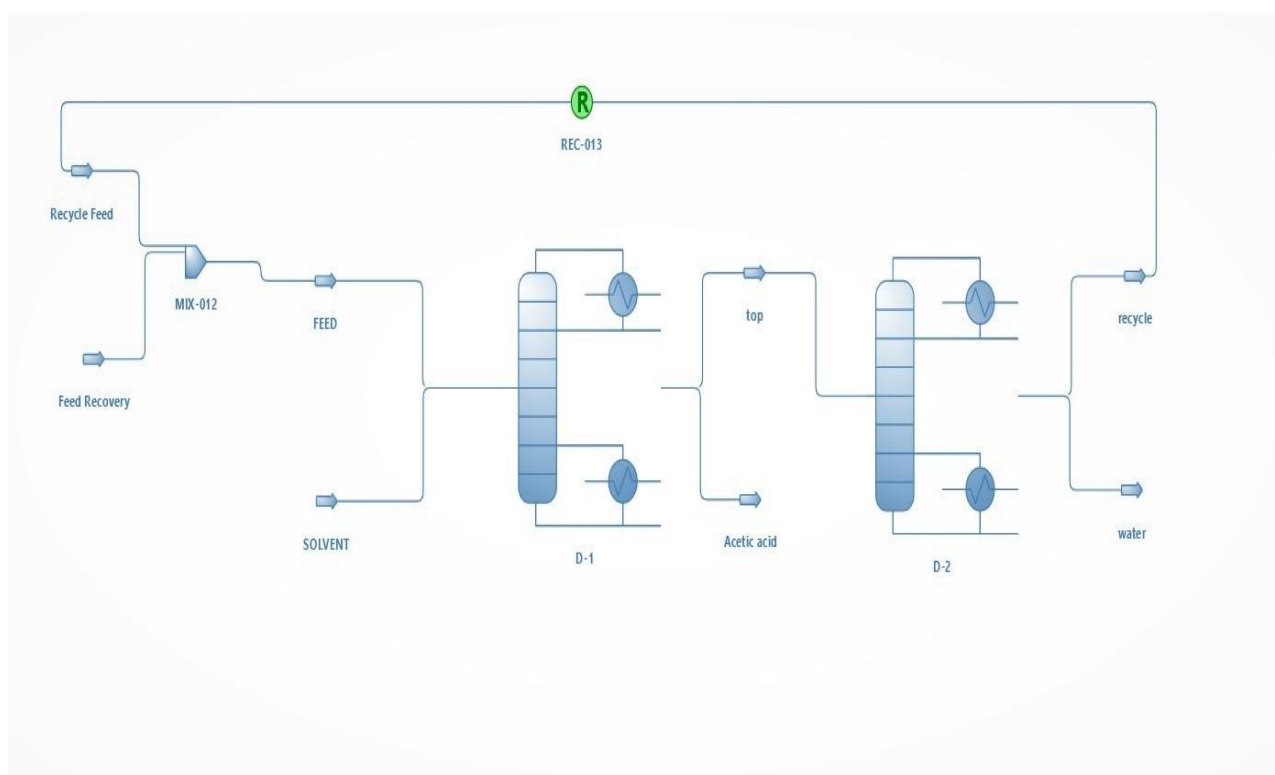 R
REC-013
Recycle Feed
MIX-012
FEED
top
recycle
Feed Recovery
SOLVENT
Acetic acid
water
D-1
D-2